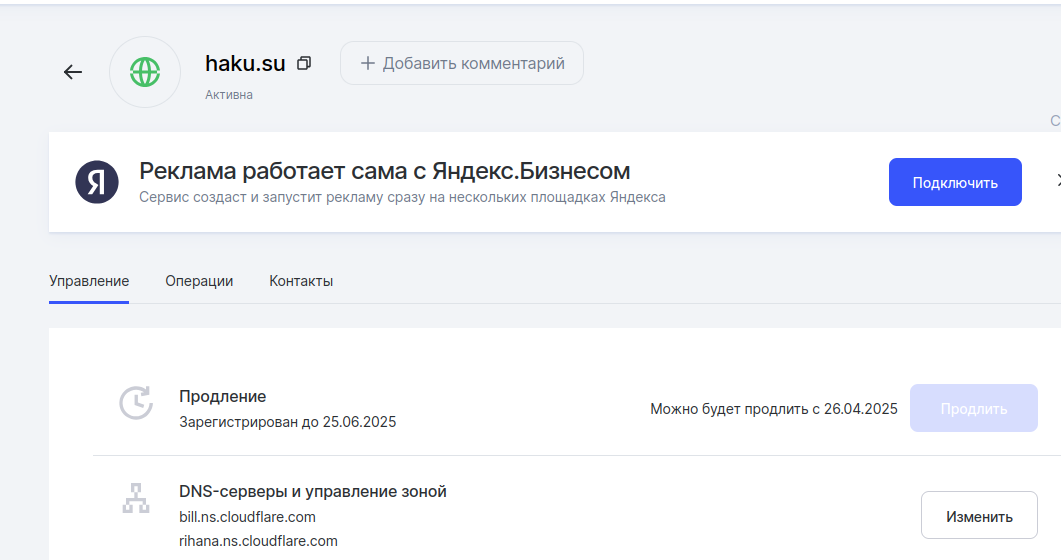 haku.su
+ Добавить комментарий
Активна
С
Я
Реклама работает сама с Яндекс.Бизнесом
Сервис создаст и запустит рекламу сразу на нескольких площадках Яндекса
Подключить
Управление
Операции
Контакты
Продление
Зарегистрирован до 25.06.2025
Можно будет продлить с 26.04.2025
Продлить
DNS-серверы и управление зоной
bill.ns.cloudflare.com
rihana.ns.cloudflare.com
Изменить